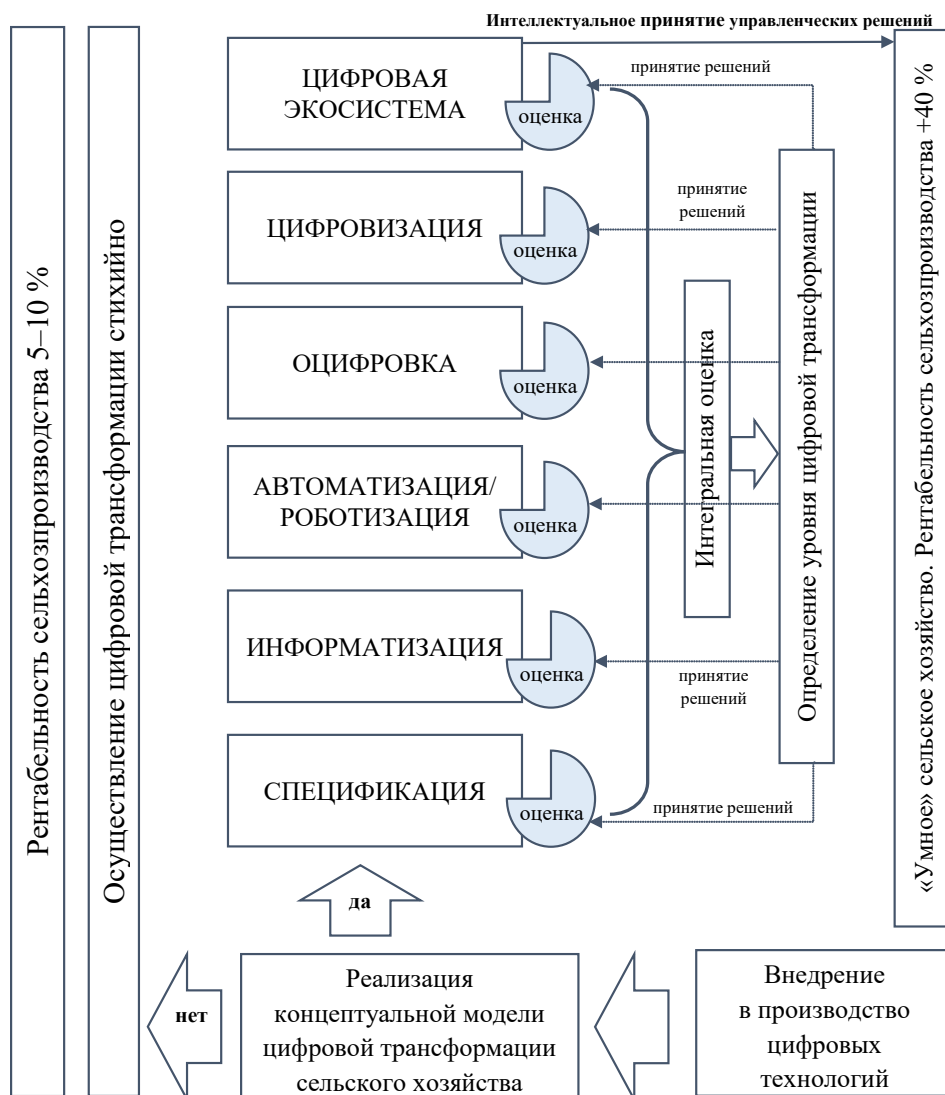 Интеллектуальное принятие управленческих решений
Рентабельность сельхозпроизводства 5–10 %
Осуществление цифровой трансформации стихийно
ЦИФРОВАЯ
ЭКОСИСТЕМА
оценка
принятие решений
ЦИФРОВИЗАЦИЯ
оценка
принятие
решений
ОЦИФРОВКА
оценка
АВТОМАТИЗАЦИЯ/
РОБОТИЗАЦИЯ
оценка
ИНФОРМАТИЗАЦИЯ
оценка
принятие
решений
СПЕЦИФИКАЦИЯ
оценка
принятие решений
Интегральная оценка
Определение уровня цифровой трансформации
«Умное» сельское хозяйство. Рентабельность сельхозпроизводства +40 %
да
нет
Реализация
концептуальной модели
цифровой трансформации
сельского хозяйства
Внедрение
в производство
цифровых
технологий